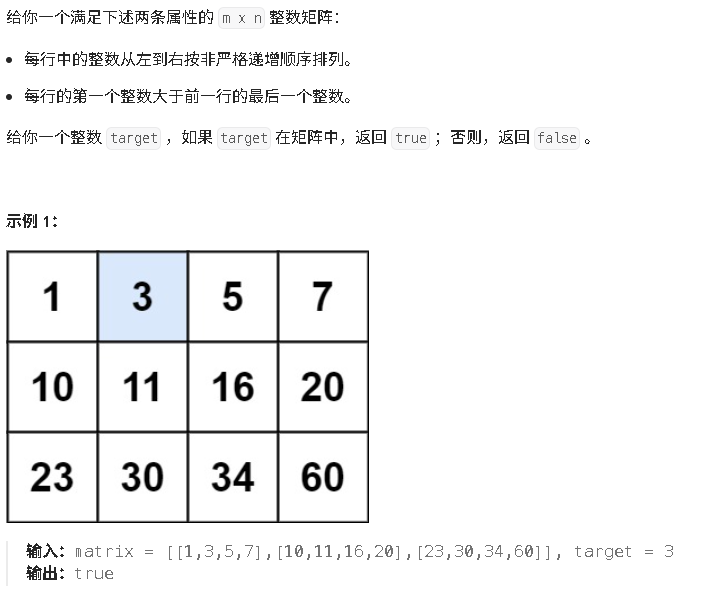 给你一个满足下述两条属性的 m x n 整数矩阵：
• 每行中的整数从左到右按非严格递增顺序排列。
• 每行的第一个整数大于前一行的最后一个整数。
给你一个整数 target ，如果 target 在矩阵中，返回 true ；否则，返回 false 。
示例 1：
1 3 5 7
10 11 16 20
23 30 34 60
输入：matrix = [[1,3,5,7],[10,11,16,20],[23,30,34,60]], target = 3
输出：true